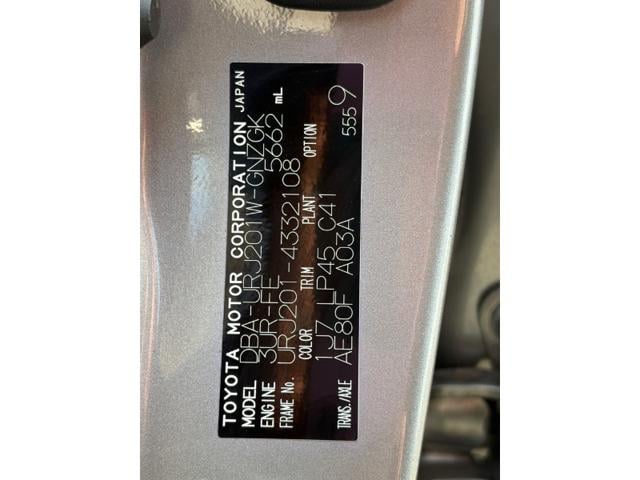 TOYOTA MOTOR CORPORATION JAPAN
MODEL DBA-URJ201W-GNZGK
ENGINE 3UR-FE 5662 mL
FRAME No. URJ201-4332108
COLOR TRIM PLANT OPTION
1J7 LP45 C41
TRANS./AXLE AE80F A03A 5559